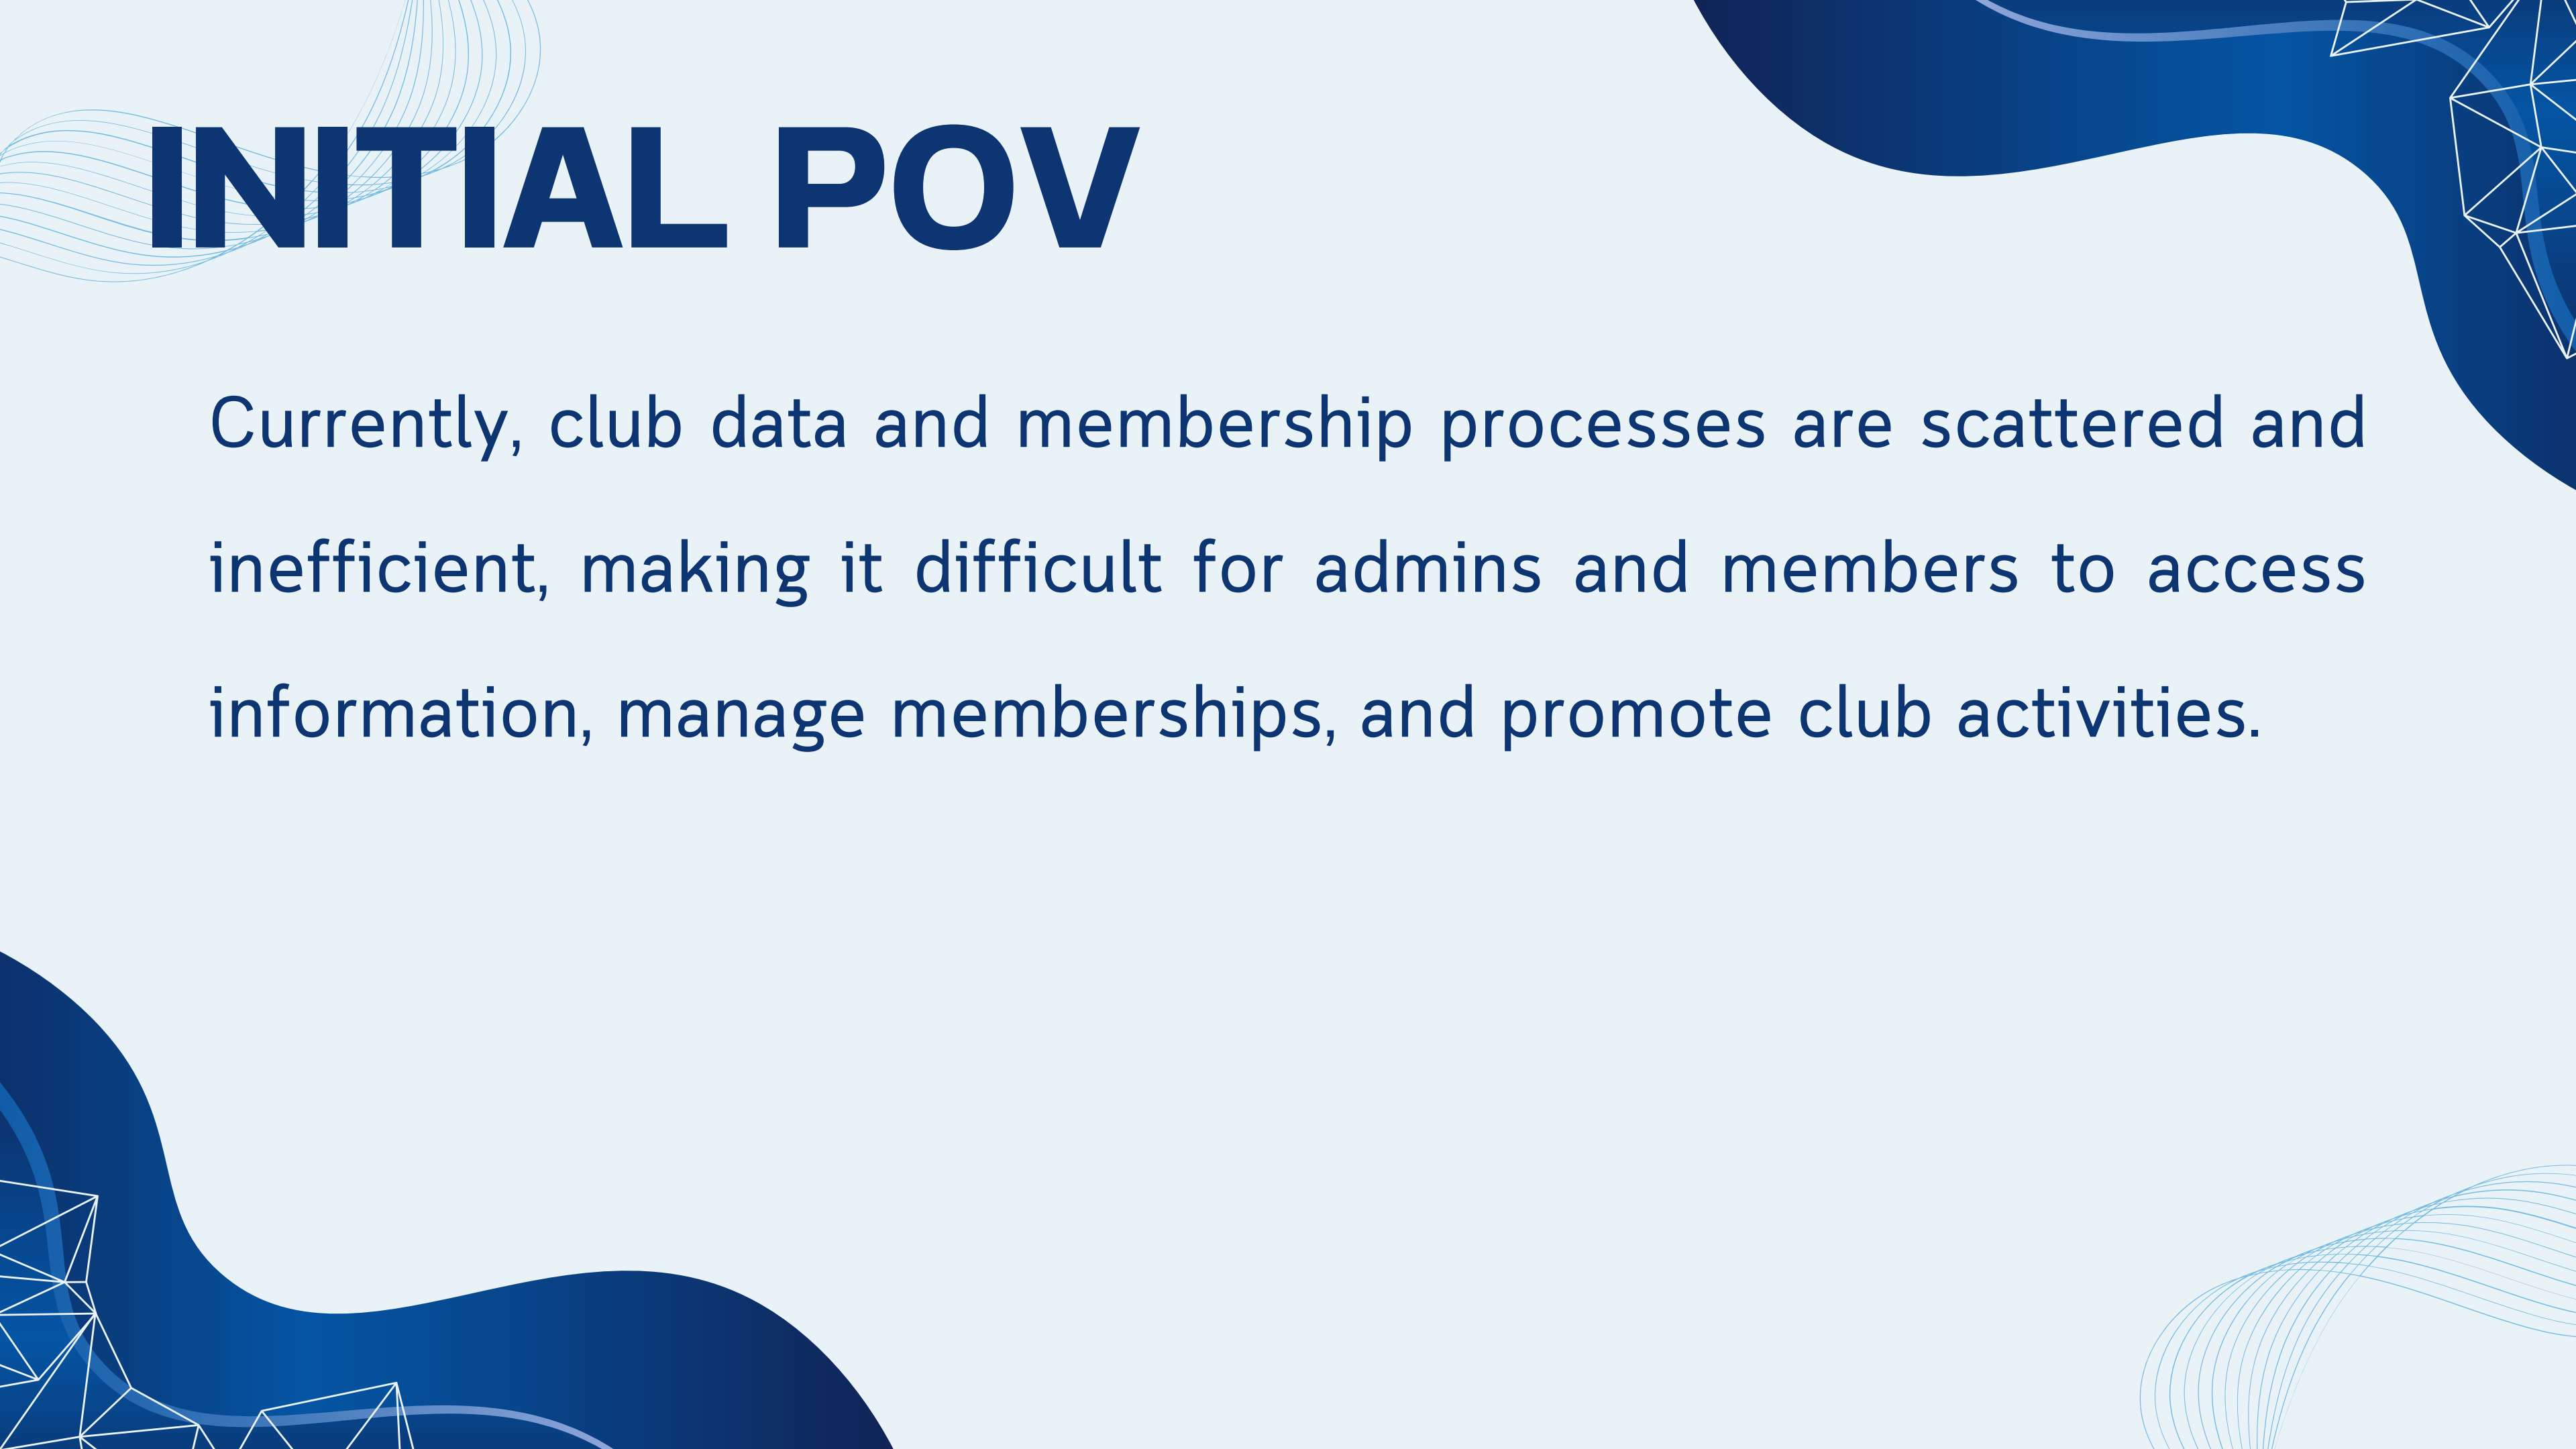 INITIAL POV
Currently, club data and membership processes are scattered and
inefficient, making it difficult for admins and members to access
information, manage memberships, and promote club activities.